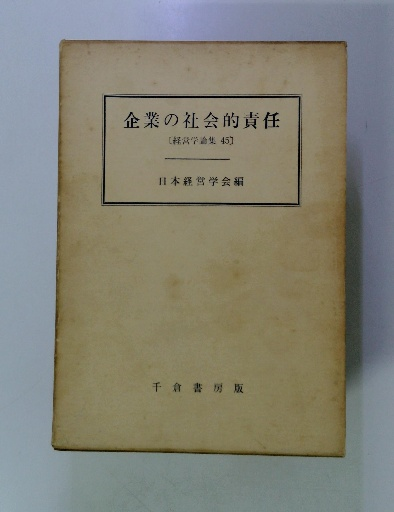 企業の社会的責任
〔経営学論集 45〕
日本経営学会編
千倉書房版